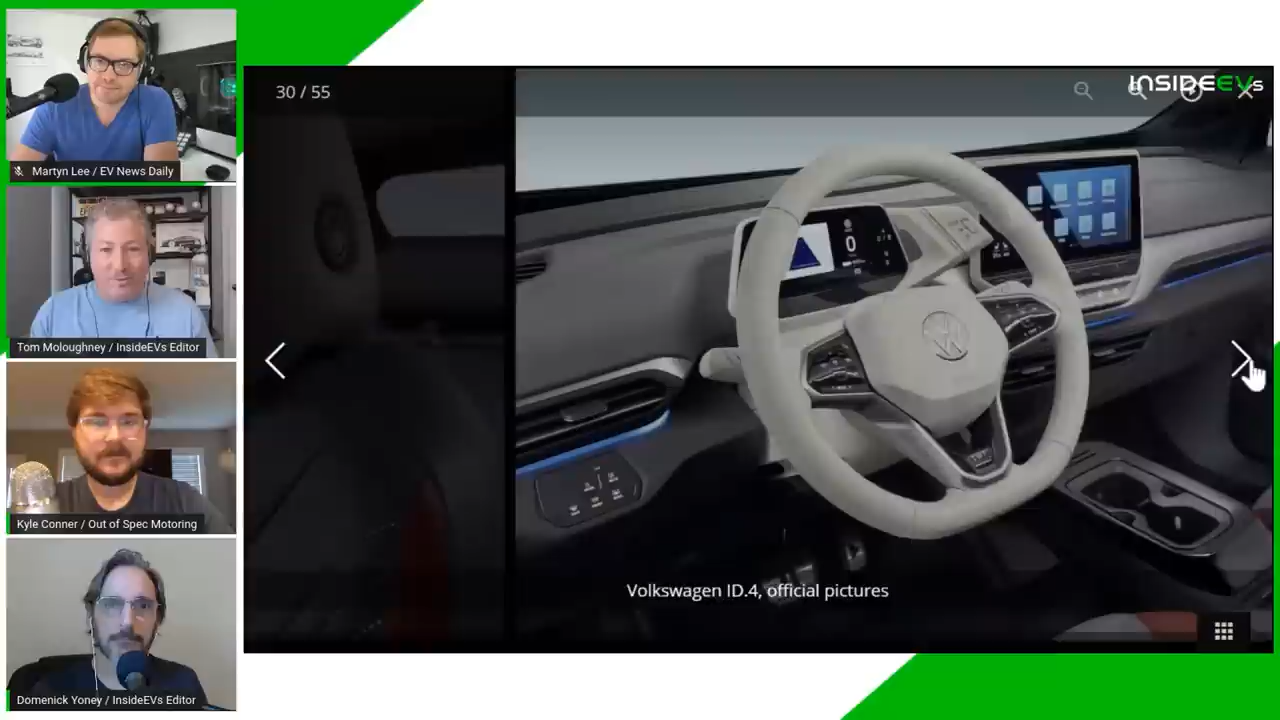 Martyn Lee / EV News Daily
Tom Moloughney / InsideEVs Editor
Kyle Conner / Out of Spec Motoring
Domenick Yoney / InsideEVs Editor
30 / 55
INSIDEEVs
0
Volkswagen ID.4, official pictures